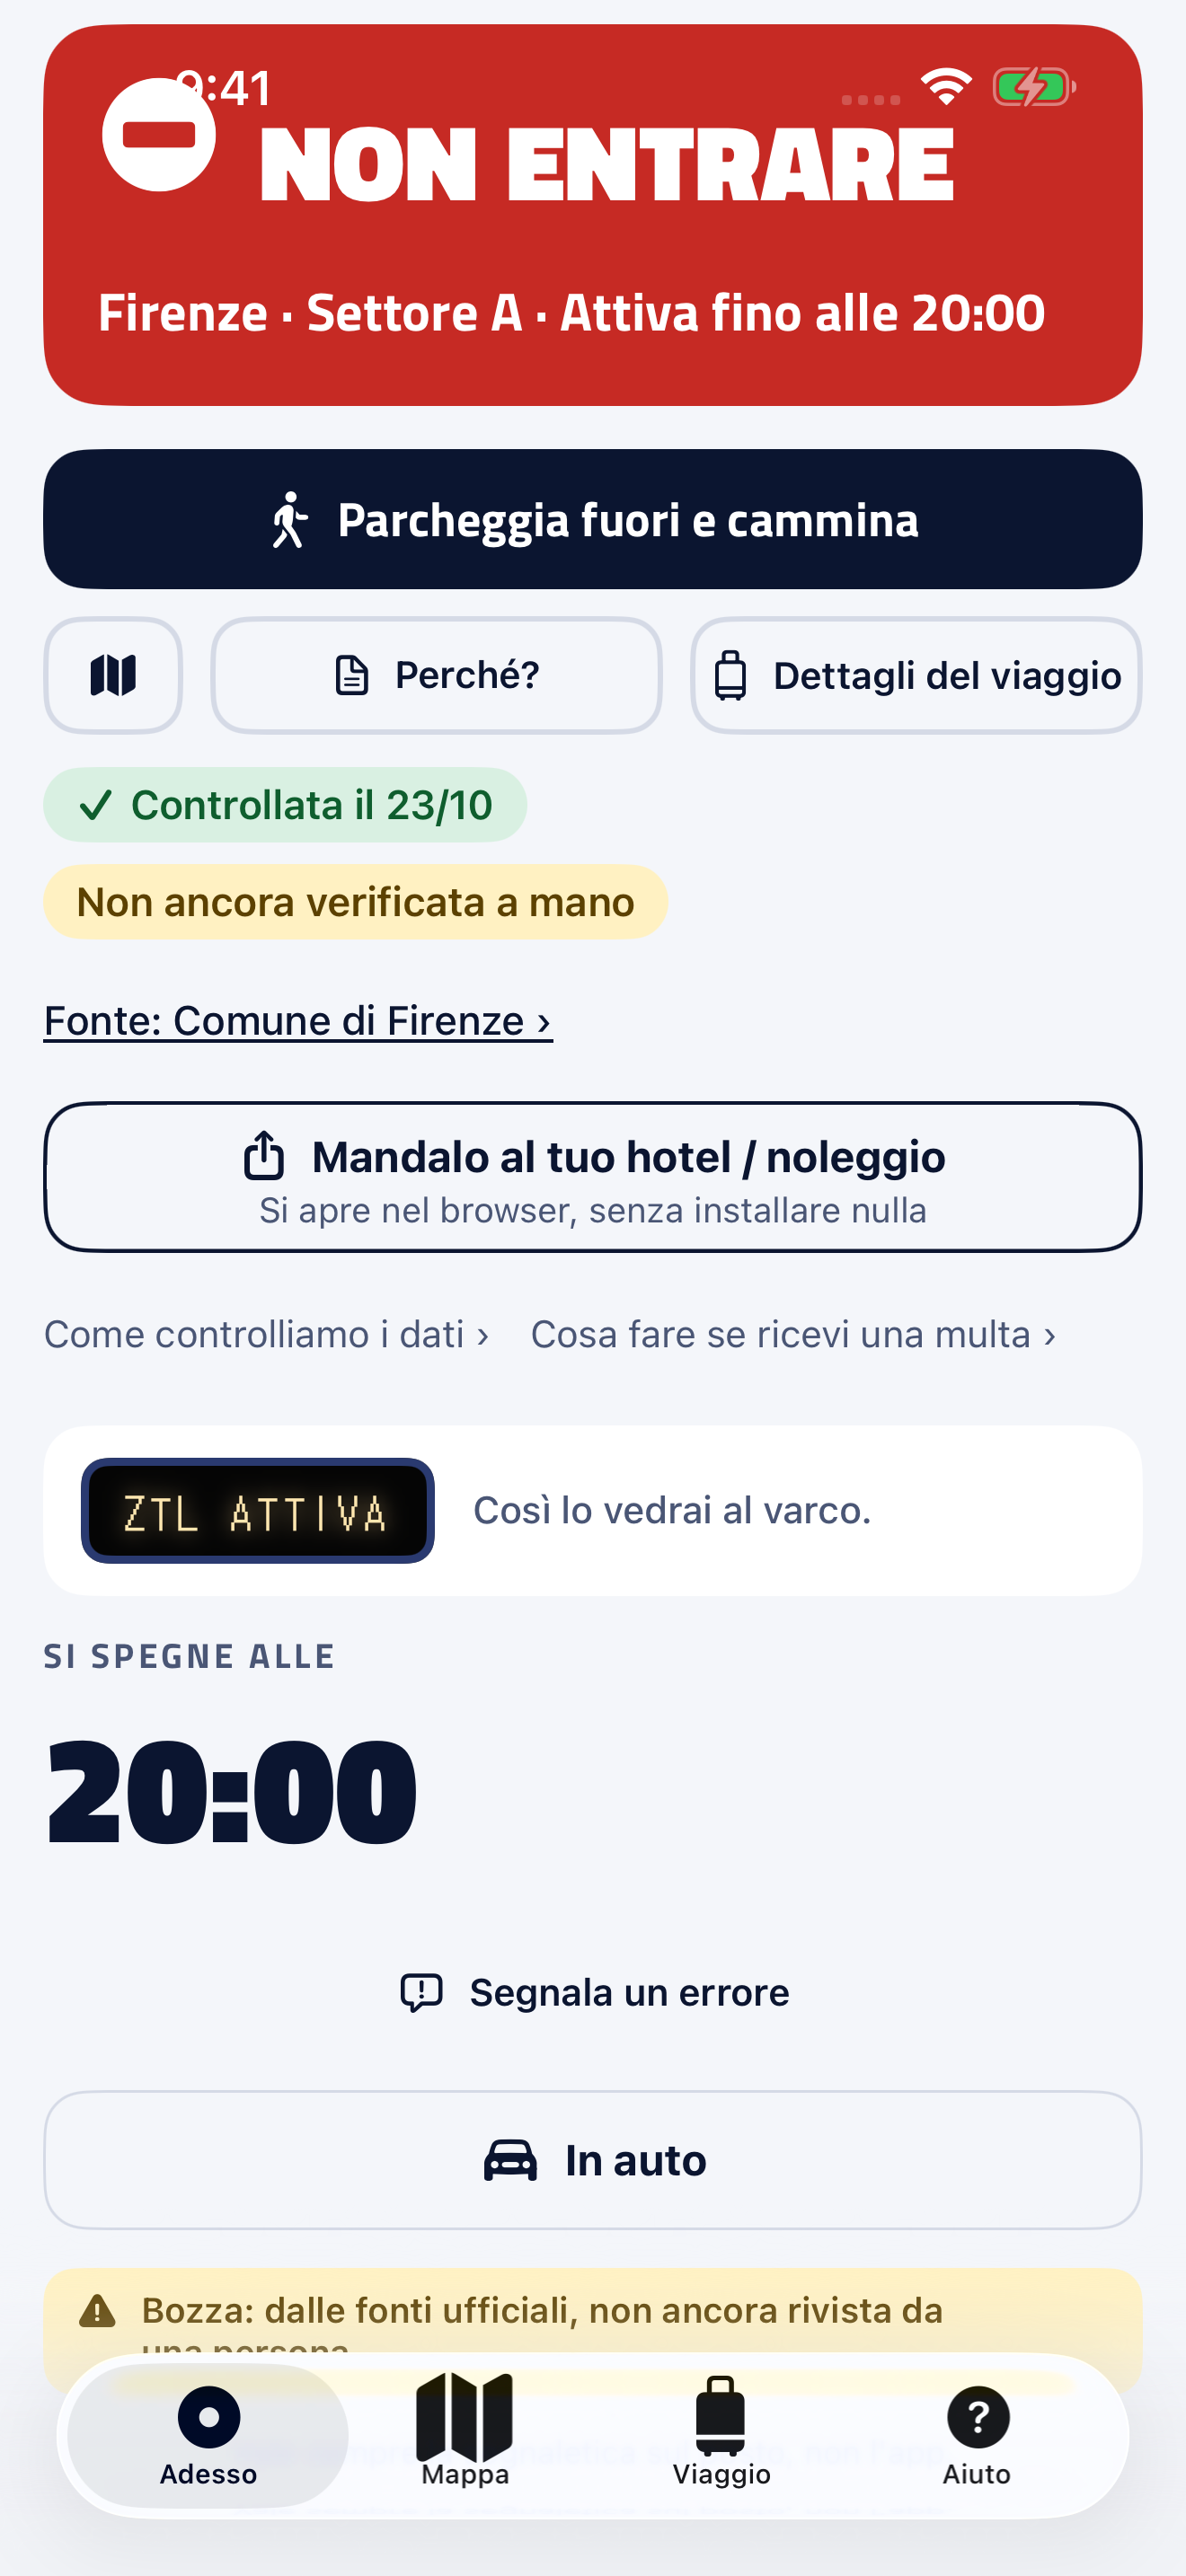 9:41
NON ENTRARE
Firenze · Settore A · Attiva fino alle 20:00
Parcheggia fuori e cammina
Perché?
Dettagli del viaggio
Controllata il 23/10
Non ancora verificata a mano
Fonte: Comune di Firenze ›
Mandalo al tuo hotel / noleggio
Si apre nel browser, senza installare nulla
Come controlliamo i dati ›
Cosa fare se ricevi una multa ›
ZTL ATTIVA
Così lo vedrai al varco.
SI SPEGNE ALLE
20:00
Segnala un errore
In auto
Bozza: dalle fonti ufficiali, non ancora rivista da
una persona
Adesso
Mappa
Viaggio
Aiuto